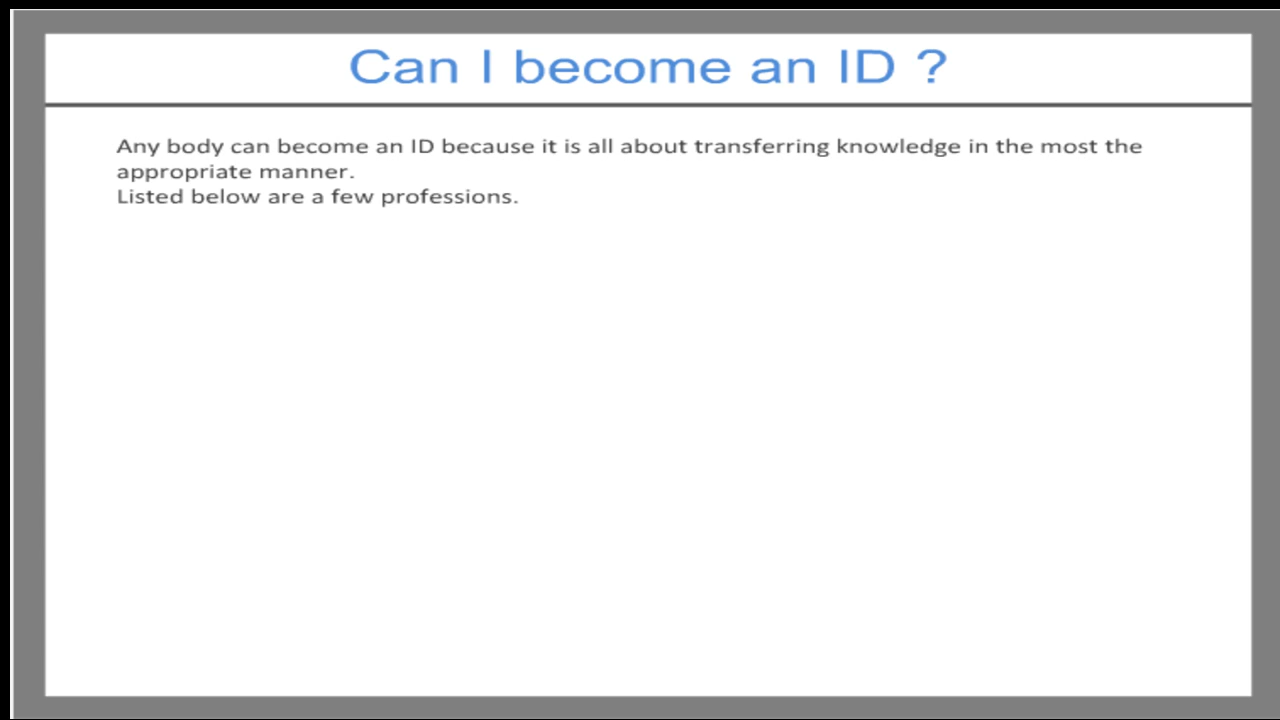 Can I become an ID ?
Any body can become an ID because it is all about transferring knowledge in the most the
appropriate manner.
Listed below are a few professions.